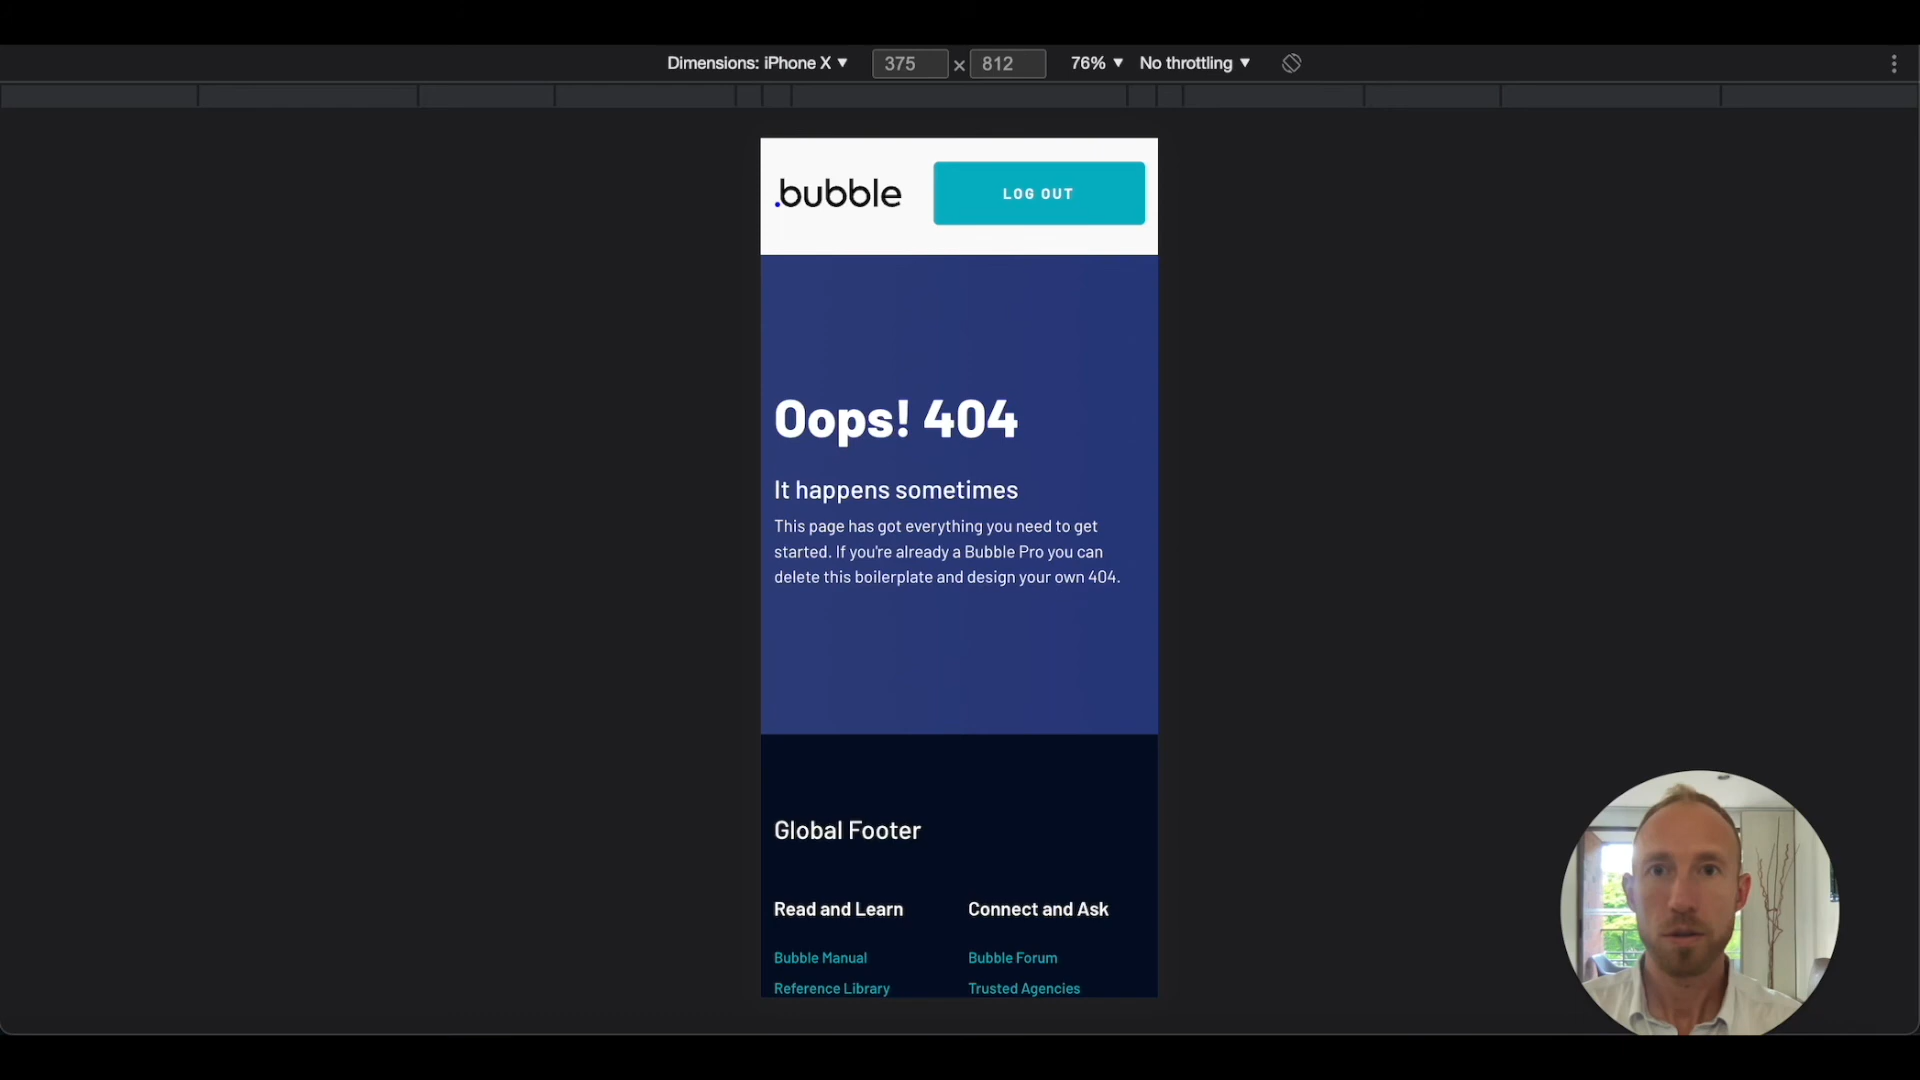 Dimensions: iPhone X ▼ 375 × 812 76% ▼ No throttling ▼
.bubble
LOG OUT
Oops! 404
It happens sometimes
This page has got everything you need to get
started. If you're already a Bubble Pro you can
delete this boilerplate and design your own 404.
Global Footer
Read and Learn
Connect and Ask
Bubble Manual
Bubble Forum
Reference Library
Trusted Agencies